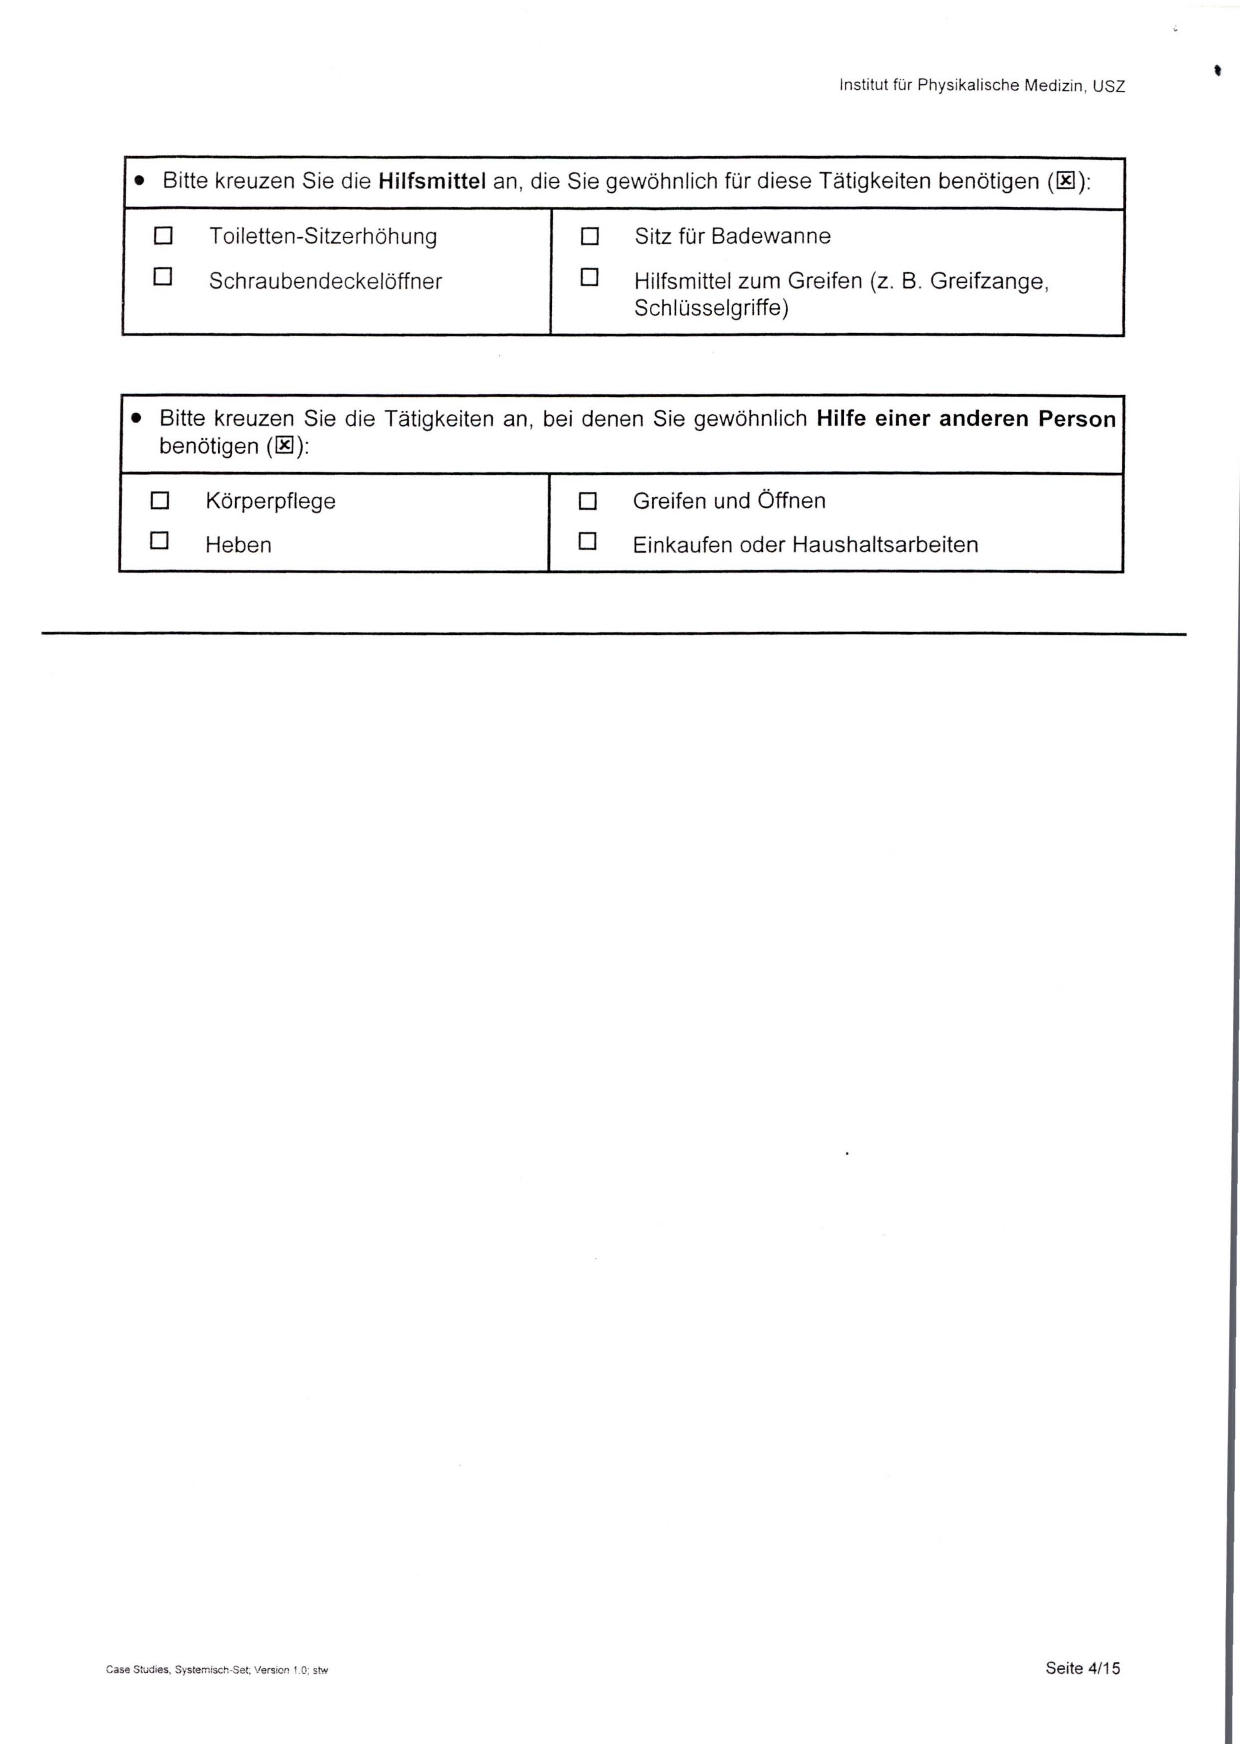 Institut für Physikalische Medizin, USZ
• Bitte kreuzen Sie die Hilfsmittel an, die Sie gewöhnlich für diese Tätigkeiten benötigen (☒):
☐ Toiletten-Sitzerhöhung
☐ Schraubendeckelöffner
☐ Sitz für Badewanne
☐ Hilfsmittel zum Greifen (z. B. Greifzange,
Schlüsselgriffe)
• Bitte kreuzen Sie die Tätigkeiten an, bei denen Sie gewöhnlich Hilfe einer anderen Person
benötigen (☒):
☐ Körperpflege
☐ Heben
☐ Greifen und Öffnen
☐ Einkaufen oder Haushaltsarbeiten
Case Studies, Systemisch-Set; Version 1.0; stw
Seite 4/15